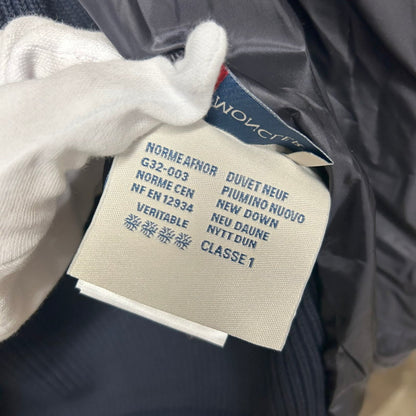 MONCLER
NORME AFNOR
G32-003
NORME CEN
NF EN 12934
VERITABLE
DUVET NEUF
PIUMINO NUOVO
NEW DOWN
NEU DAUNE
NYTT DUN
CLASSE 1